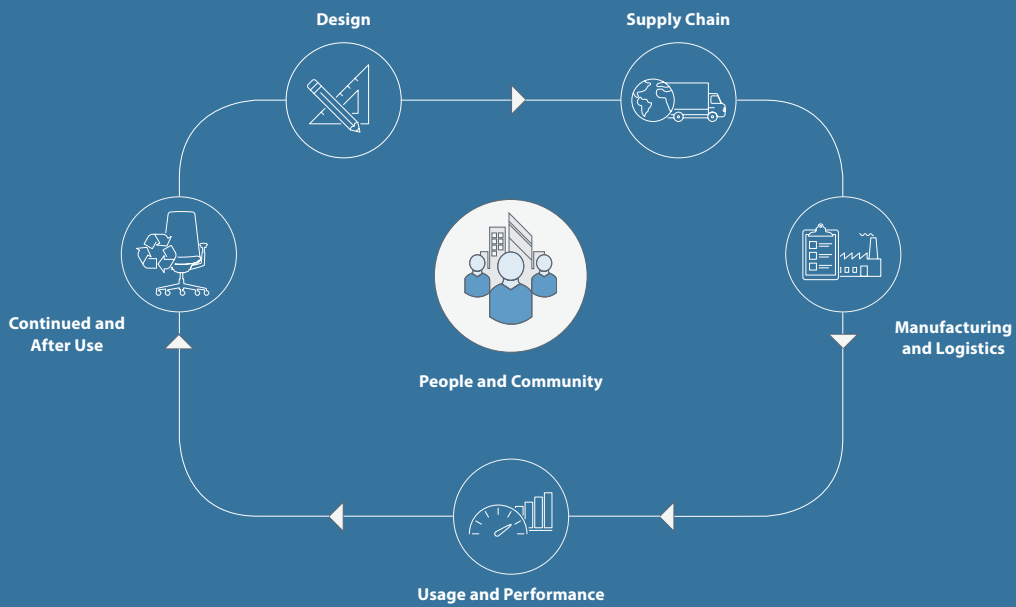 Design
Supply Chain
Continued and
After Use
Manufacturing
and Logistics
People and Community
Usage and Performance